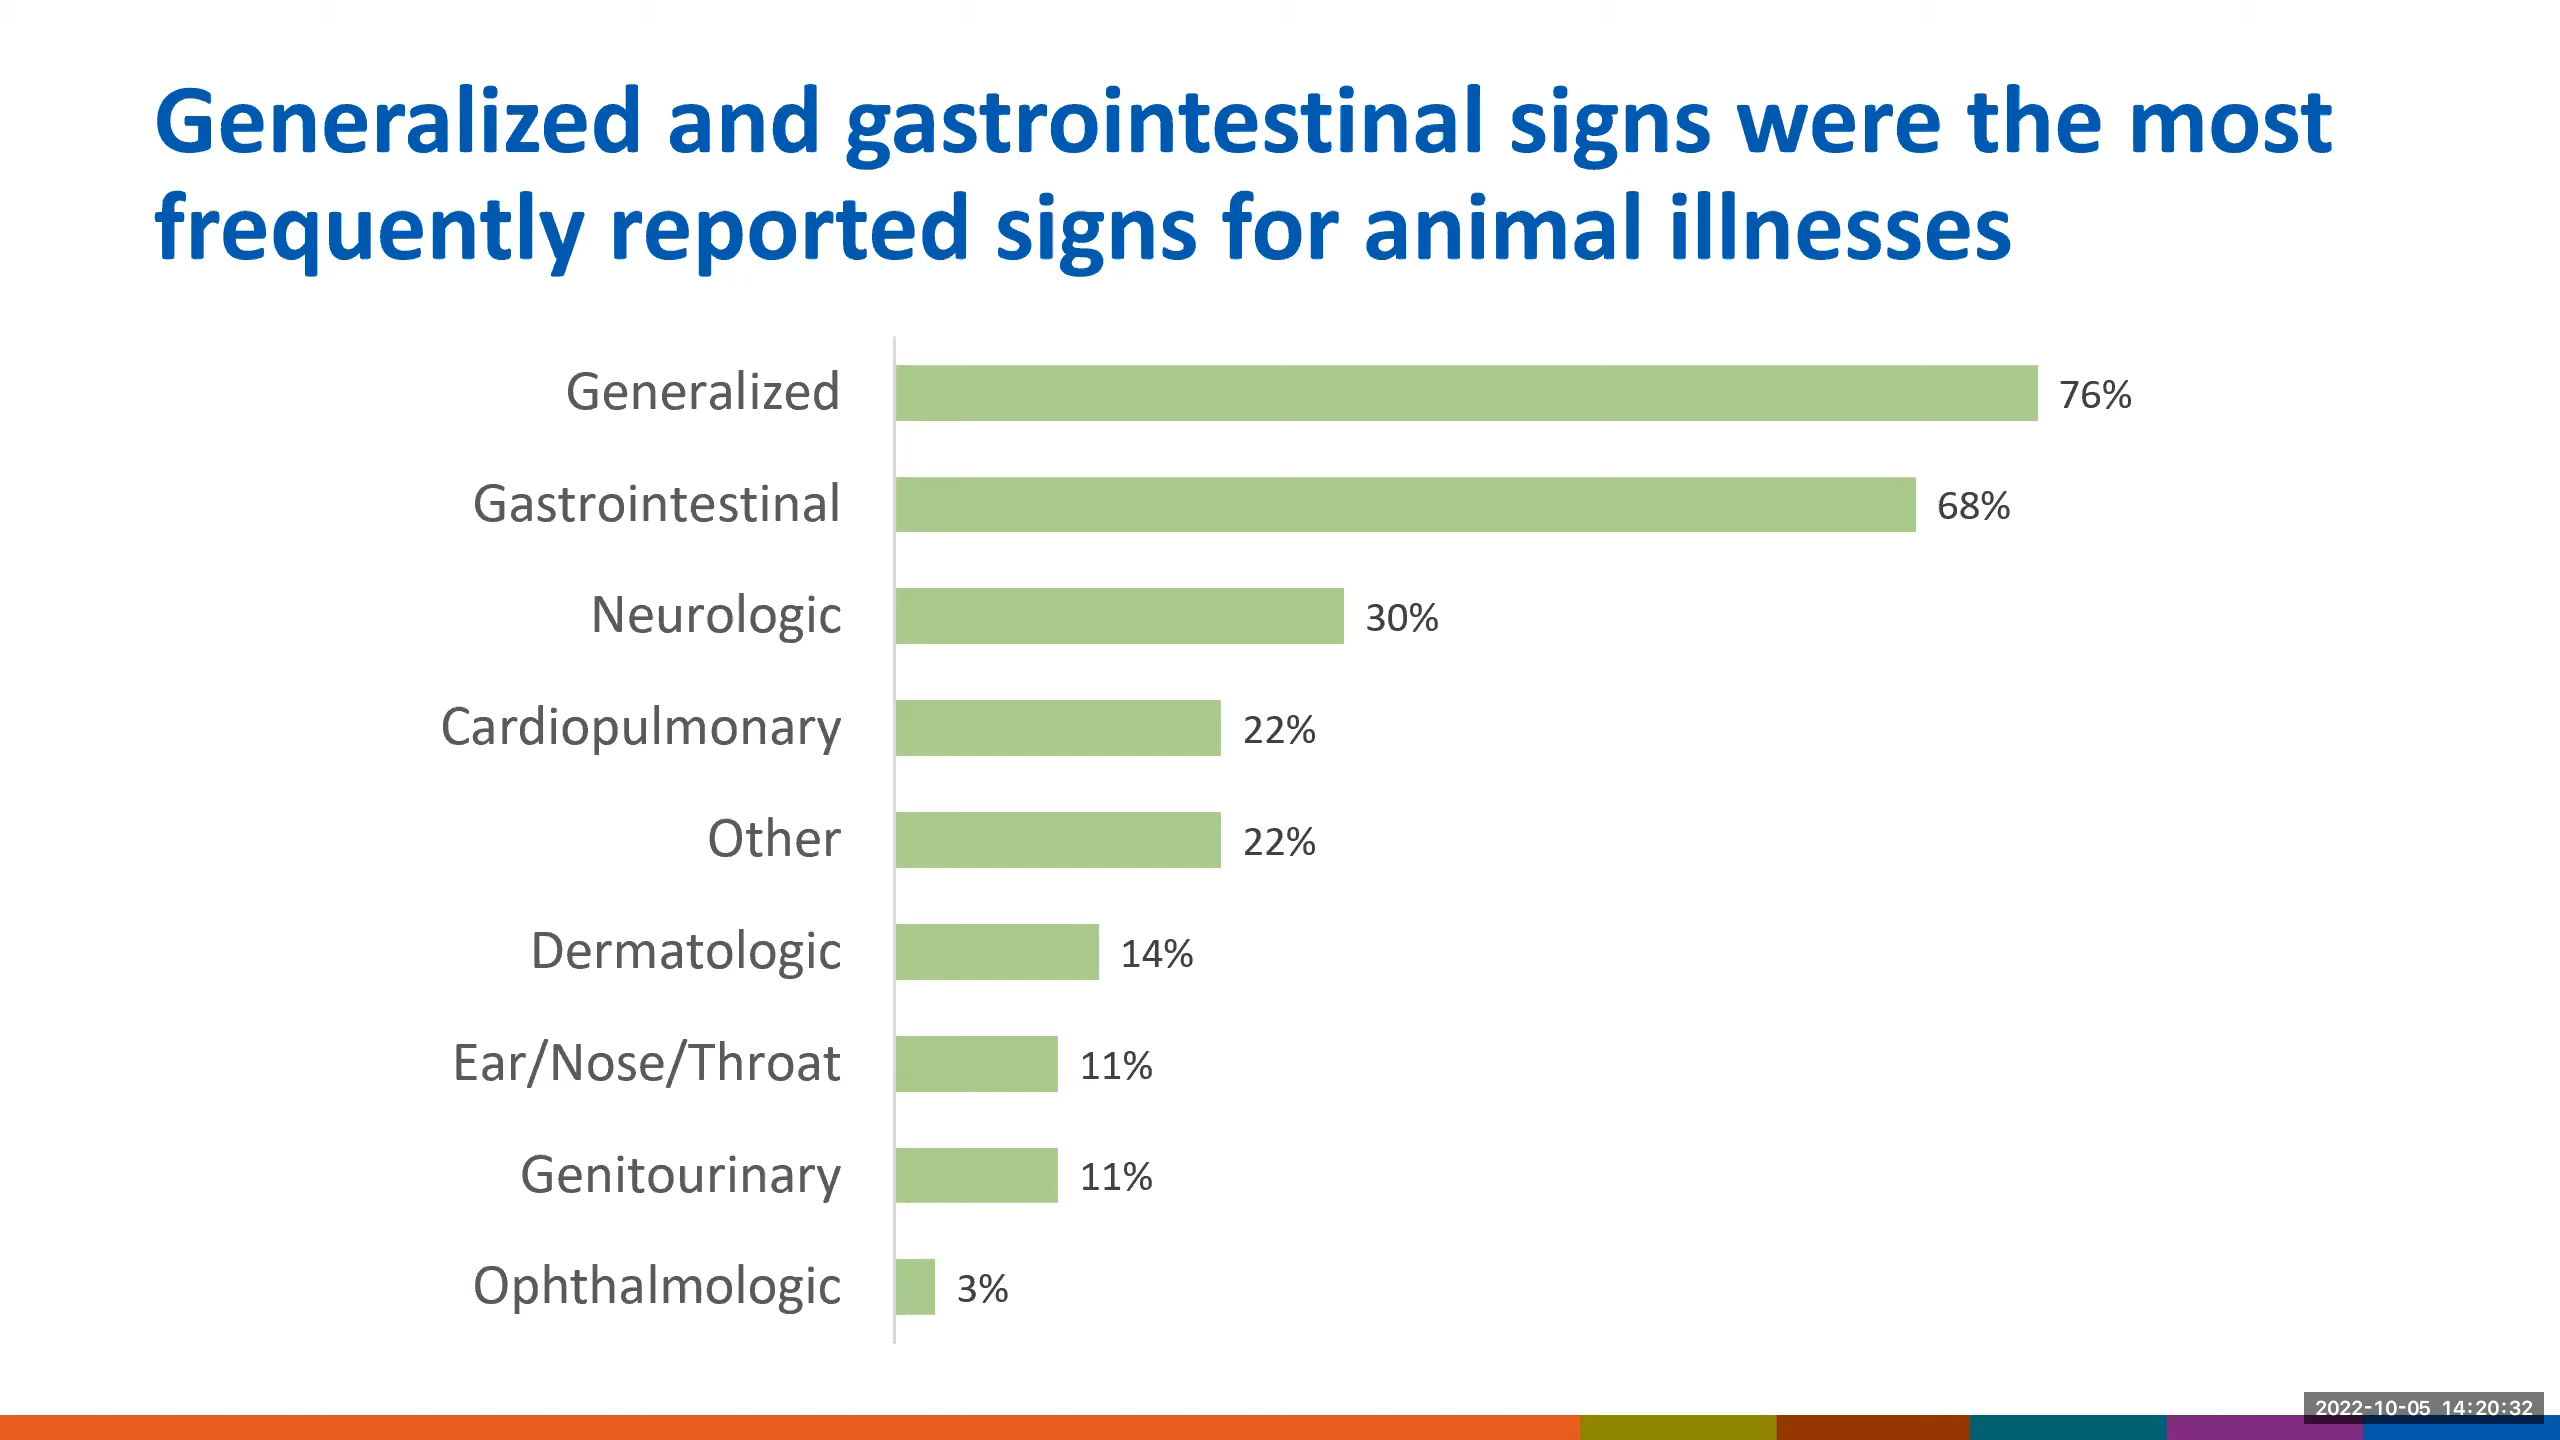 Generalized and gastrointestinal signs were the most
frequently reported signs for animal illnesses
Generalized 76%
Gastrointestinal 68%
Neurologic 30%
Cardiopulmonary 22%
Other 22%
Dermatologic 14%
Ear/Nose/Throat 11%
Genitourinary 11%
Ophthalmologic 3%
2022-10-05 14:20:32